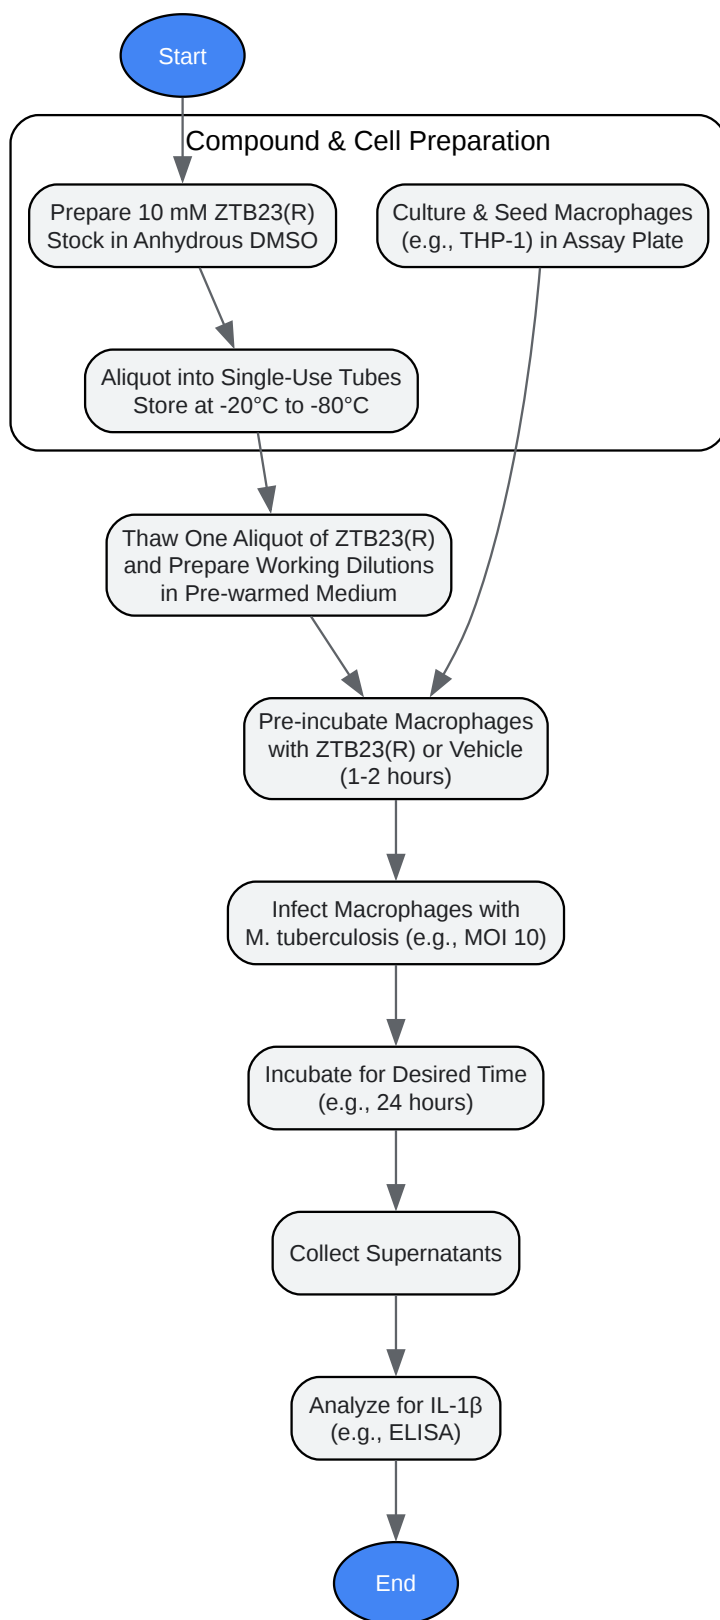 Start
Compound & Cell Preparation
Prepare 10 mM ZTB23(R)
Stock in Anhydrous DMSO
Culture & Seed Macrophages
(e.g., THP-1) in Assay Plate
Aliquot into Single-Use Tubes
Store at -20°C to -80°C
Thaw One Aliquot of ZTB23(R)
and Prepare Working Dilutions
in Pre-warmed Medium
Pre-incubate Macrophages
with ZTB23(R) or Vehicle
(1-2 hours)
Infect Macrophages with
M. tuberculosis (e.g., MOI 10)
Incubate for Desired Time
(e.g., 24 hours)
Collect Supernatants
Analyze for IL-1β
(e.g., ELISA)
End